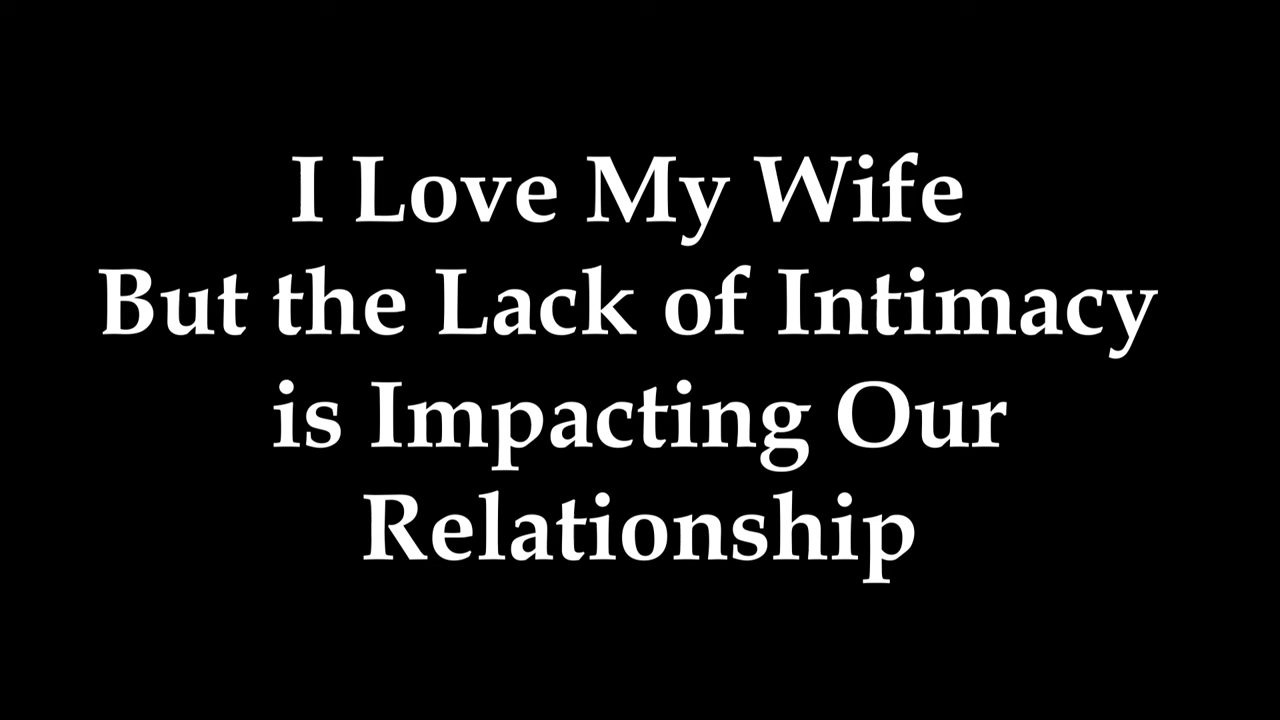 I Love My Wife
But the Lack of Intimacy
is Impacting Our
Relationship